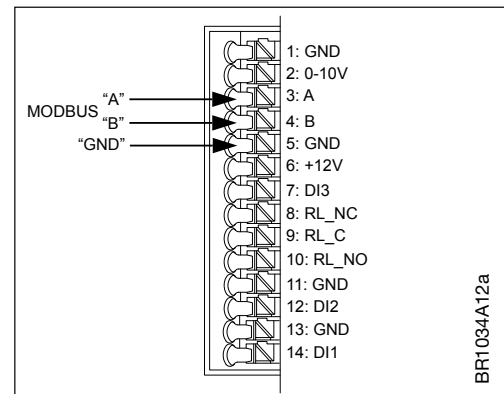 1: GND
2: 0-10V
3: A
4: B
5: GND
6: +12V
7: DI3
8: RL_NC
9: RL_C
10: RL_NO
11: GND
12: DI2
13: GND
14: DI1
MODBUS
“A”
“B”
“GND”
BR1034A12a